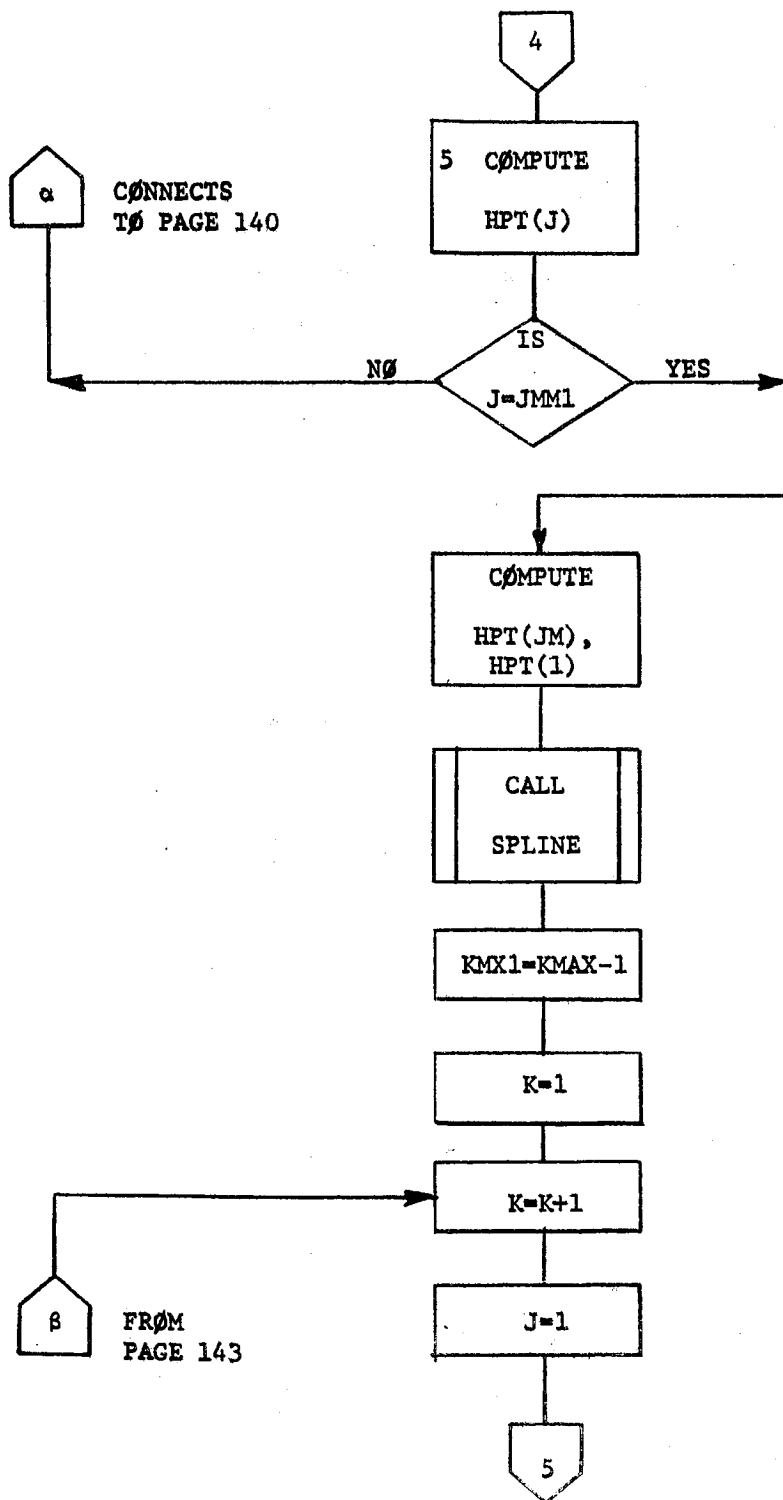 4
5 CØMPUTE
HPT(J)
α
CØNNECTS
TØ PAGE 140
IS
J=JMM1
NØ
YES
CØMPUTE
HPT(JM),
HPT(1)
CALL
SPLINE
KMX1=KMAX-1
K=1
K=K+1
β
FRØM
PAGE 143
J=1
5